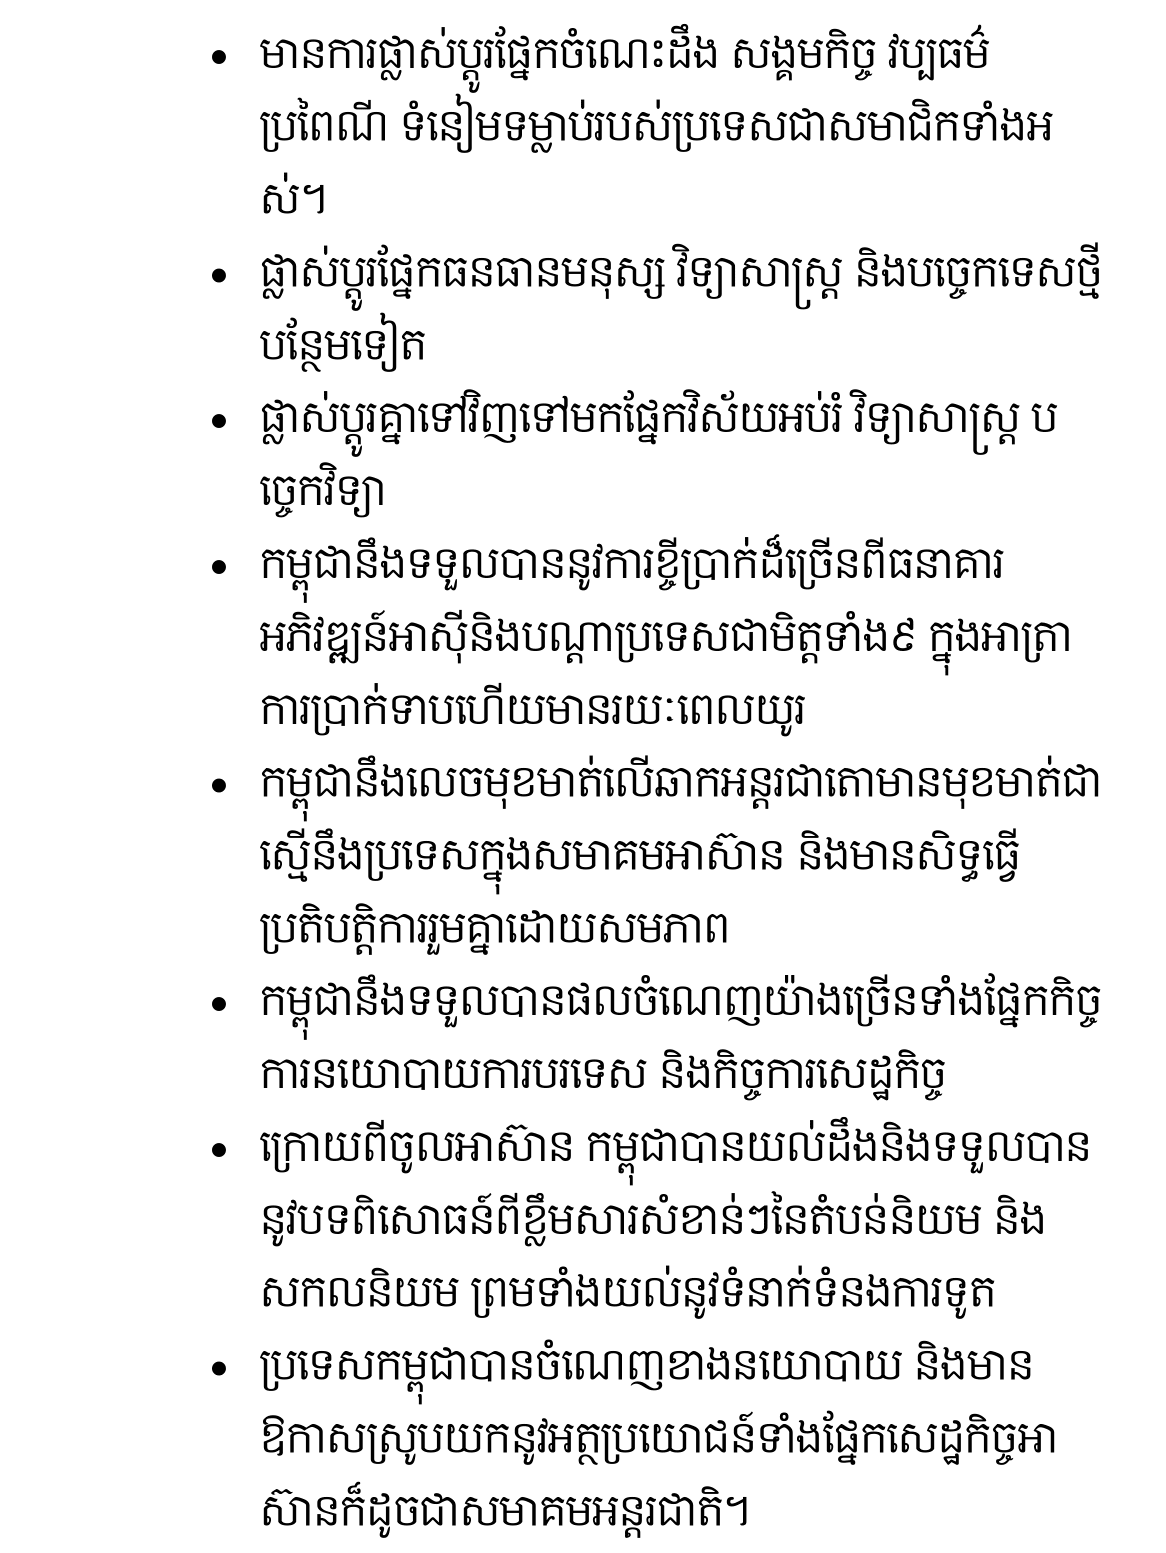 • មានការផ្លាស់ប្តូរផ្នែកចំណេះដឹង សង្គមកិច្ច វប្បធម៌
ប្រពៃណី ទំនៀមទម្លាប់របស់ប្រទេសជាសមាជិកទាំងអ
ស់។
• ផ្លាស់ប្តូរផ្នែកធនធានមនុស្ស វិទ្យាសាស្ត្រ និងបច្ចេកទេសថ្មី
បន្ថែមទៀត
• ផ្លាស់ប្តូរគ្នាទៅវិញទៅមកផ្នែកវិស័យអប់រំ វិទ្យាសាស្ត្រ ប
ច្ចេកវិទ្យា
• កម្ពុជានឹងទទួលបាននូវការខ្ចីប្រាក់ដ៏ច្រើនពីធនាគារ
អភិវឌ្ឍន៍អាស៊ីនិងបណ្តាប្រទេសជាមិត្តទាំង៩ ក្នុងអាត្រា
ការប្រាក់ទាបហើយមានរយៈពេលយូរ
• កម្ពុជានឹងលេចមុខមាត់លើឆាកអន្តរជាតោមានមុខមាត់ជា
ស្មើនឹងប្រទេសក្នុងសមាគមអាស៊ាន និងមានសិទ្ធធ្វើ
ប្រតិបត្តិការរួមគ្នាដោយសមភាព
• កម្ពុជានឹងទទួលបានផលចំណេញយ៉ាងច្រើនទាំងផ្នែកកិច្ច
ការនយោបាយការបរទេស និងកិច្ចការសេដ្ឋកិច្ច
• ក្រោយពីចូលអាស៊ាន កម្ពុជាបានយល់ដឹងនិងទទួលបាន
នូវបទពិសោធន៍ពីខ្លឹមសារសំខាន់ៗនៃតំបន់និយម និង
សកលនិយម ព្រមទាំងយល់នូវទំនាក់ទំនងការទូត
• ប្រទេសកម្ពុជាបានចំណេញខាងនយោបាយ និងមាន
ឱកាសស្រូបយកនូវអត្ថប្រយោជន៍ទាំងផ្នែកសេដ្ឋកិច្ចអា
ស៊ានក៏ដូចជាសមាគមអន្តរជាតិ។